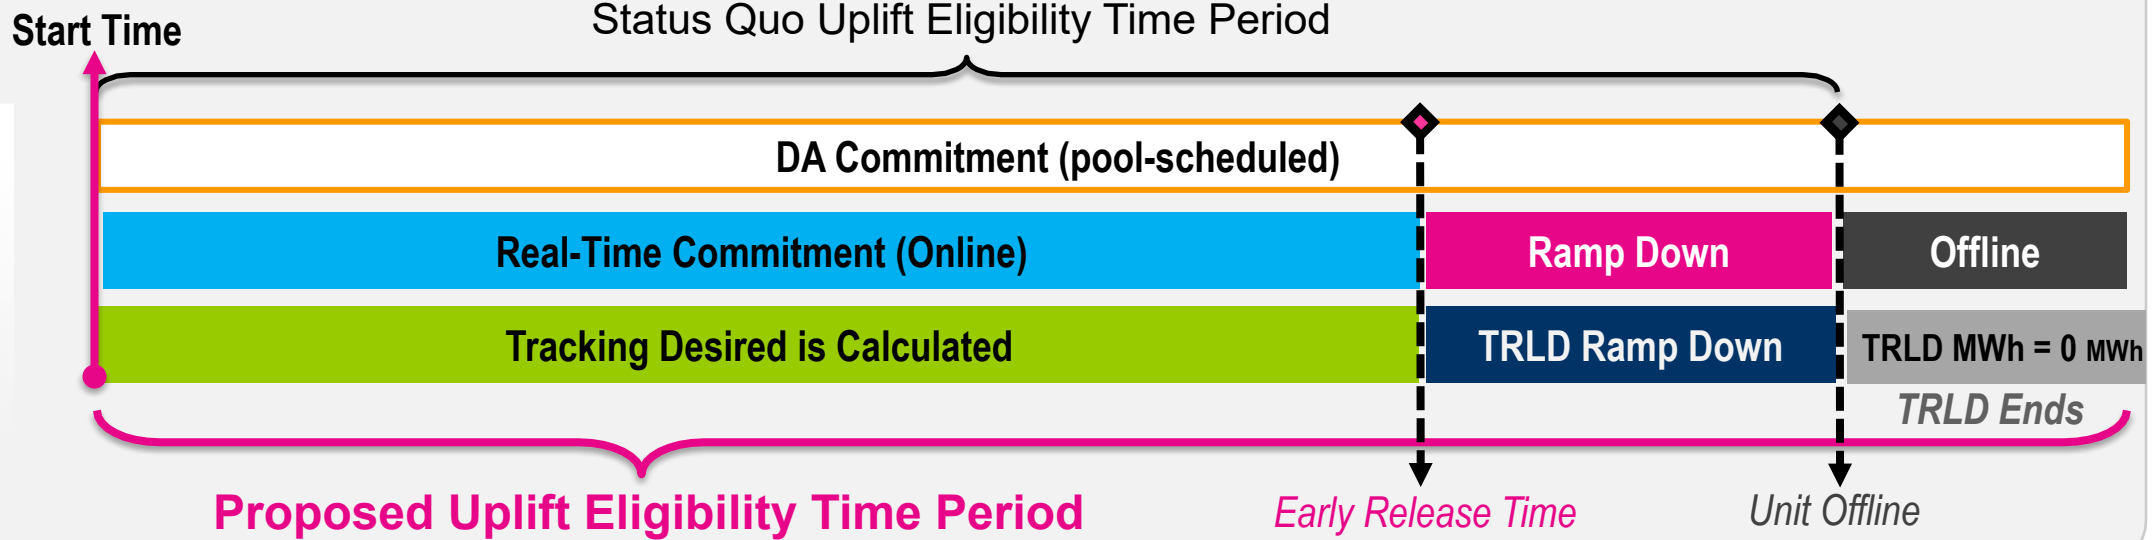 Status Quo Uplift Eligibility Time Period
Start Time
DA Commitment (pool-scheduled)
Real-Time Commitment (Online)
Ramp Down
Offline
Tracking Desired is Calculated
TRLD Ramp Down
TRLD MWh = 0 MWh
TRLD Ends
Proposed Uplift Eligibility Time Period
Early Release Time
Unit Offline